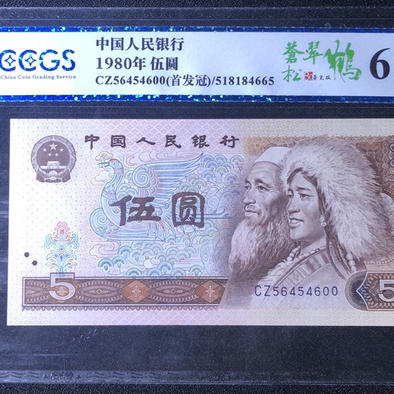 CCGS
China Coin Grading Service
中国人民银行
1980年 伍圆
CZ56454600(首发冠)/518184665
苍翠
松
鹤
6
中国人民银行
伍圆
CZ56454600
5
5